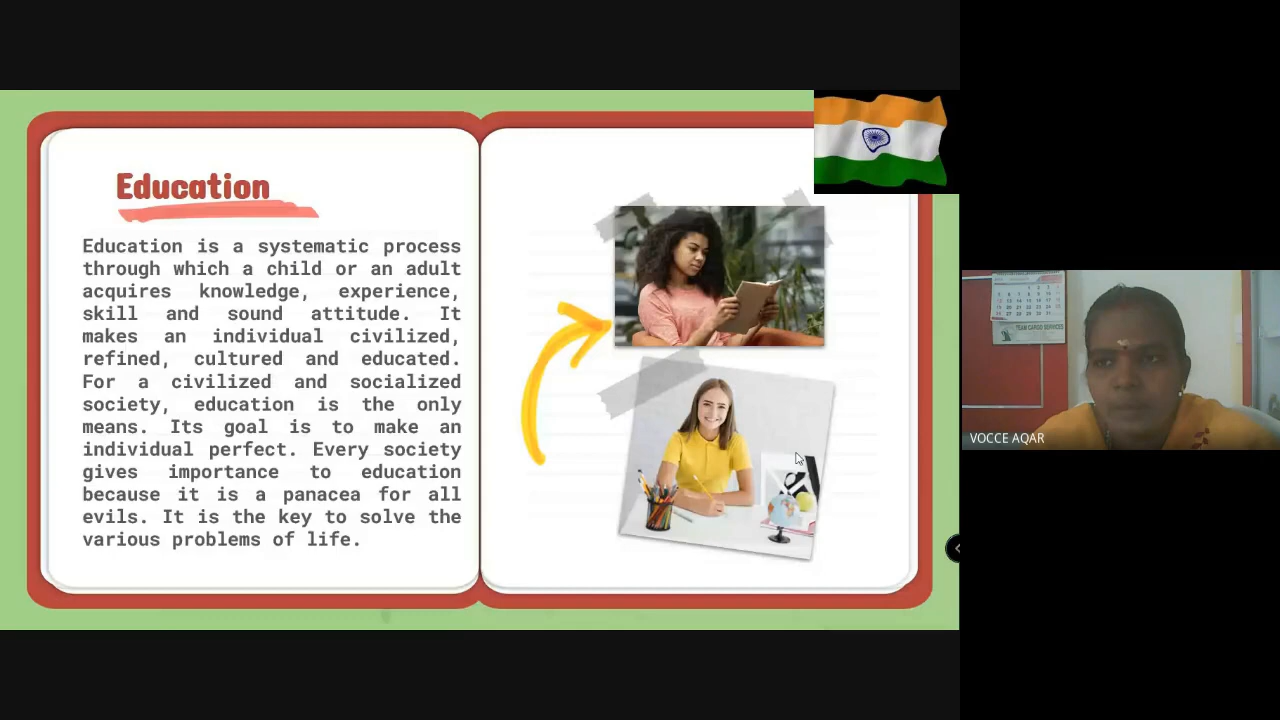 Education
Education is a systematic process
through which a child or an adult
acquires knowledge, experience,
skill and sound attitude. It
makes an individual civilized,
refined, cultured and educated.
For a civilized and socialized
society, education is the only
means. Its goal is to make an
individual perfect. Every society
gives importance to education
because it is a panacea for all
evils. It is the key to solve the
various problems of life.
TEAM CARGO SERVICES
VOCCE AQAR